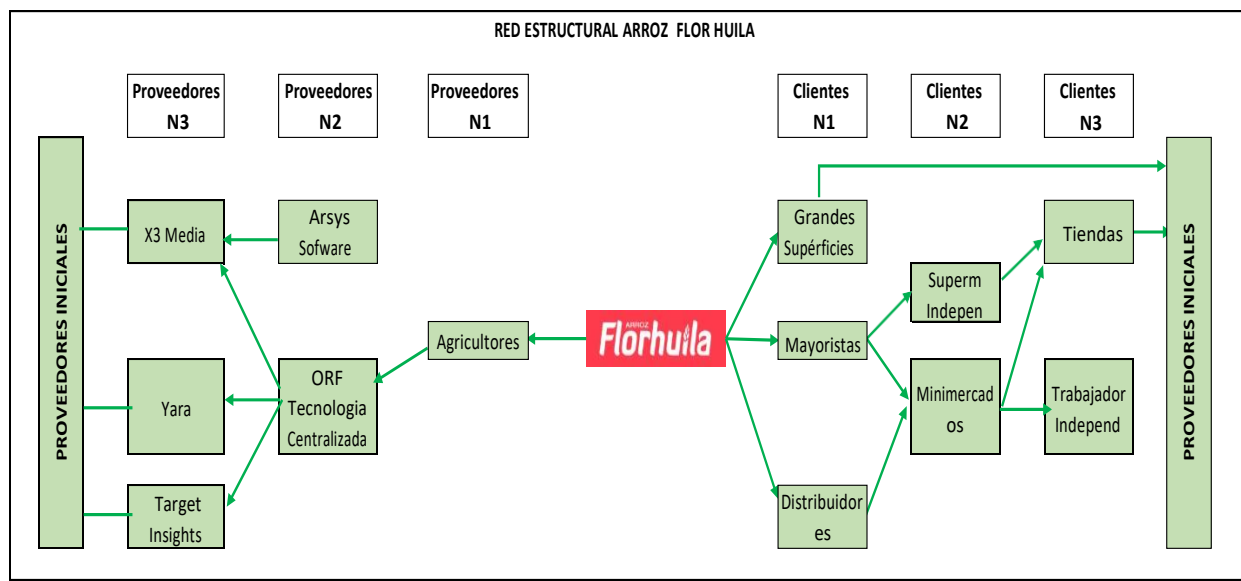 RED ESTRUCTURAL ARROZ FLOR HUILA
Proveedores
N3
Proveedores
N2
Proveedores
N1
Clientes
N1
Clientes
N2
Clientes
N3
PROVEEDORES INICIALES
X3 Media
Arsys
Sofware
Yara
ORF
Tecnologia
Centralizada
Target
Insights
Agricultores
ARROZ
Florhuila
Grandes
Supérficies
Mayoristas
Distribuidor
es
Superm
Indepen
Minimercad
os
Tiendas
Trabajador
Independ
PROVEEDORES INICIALES